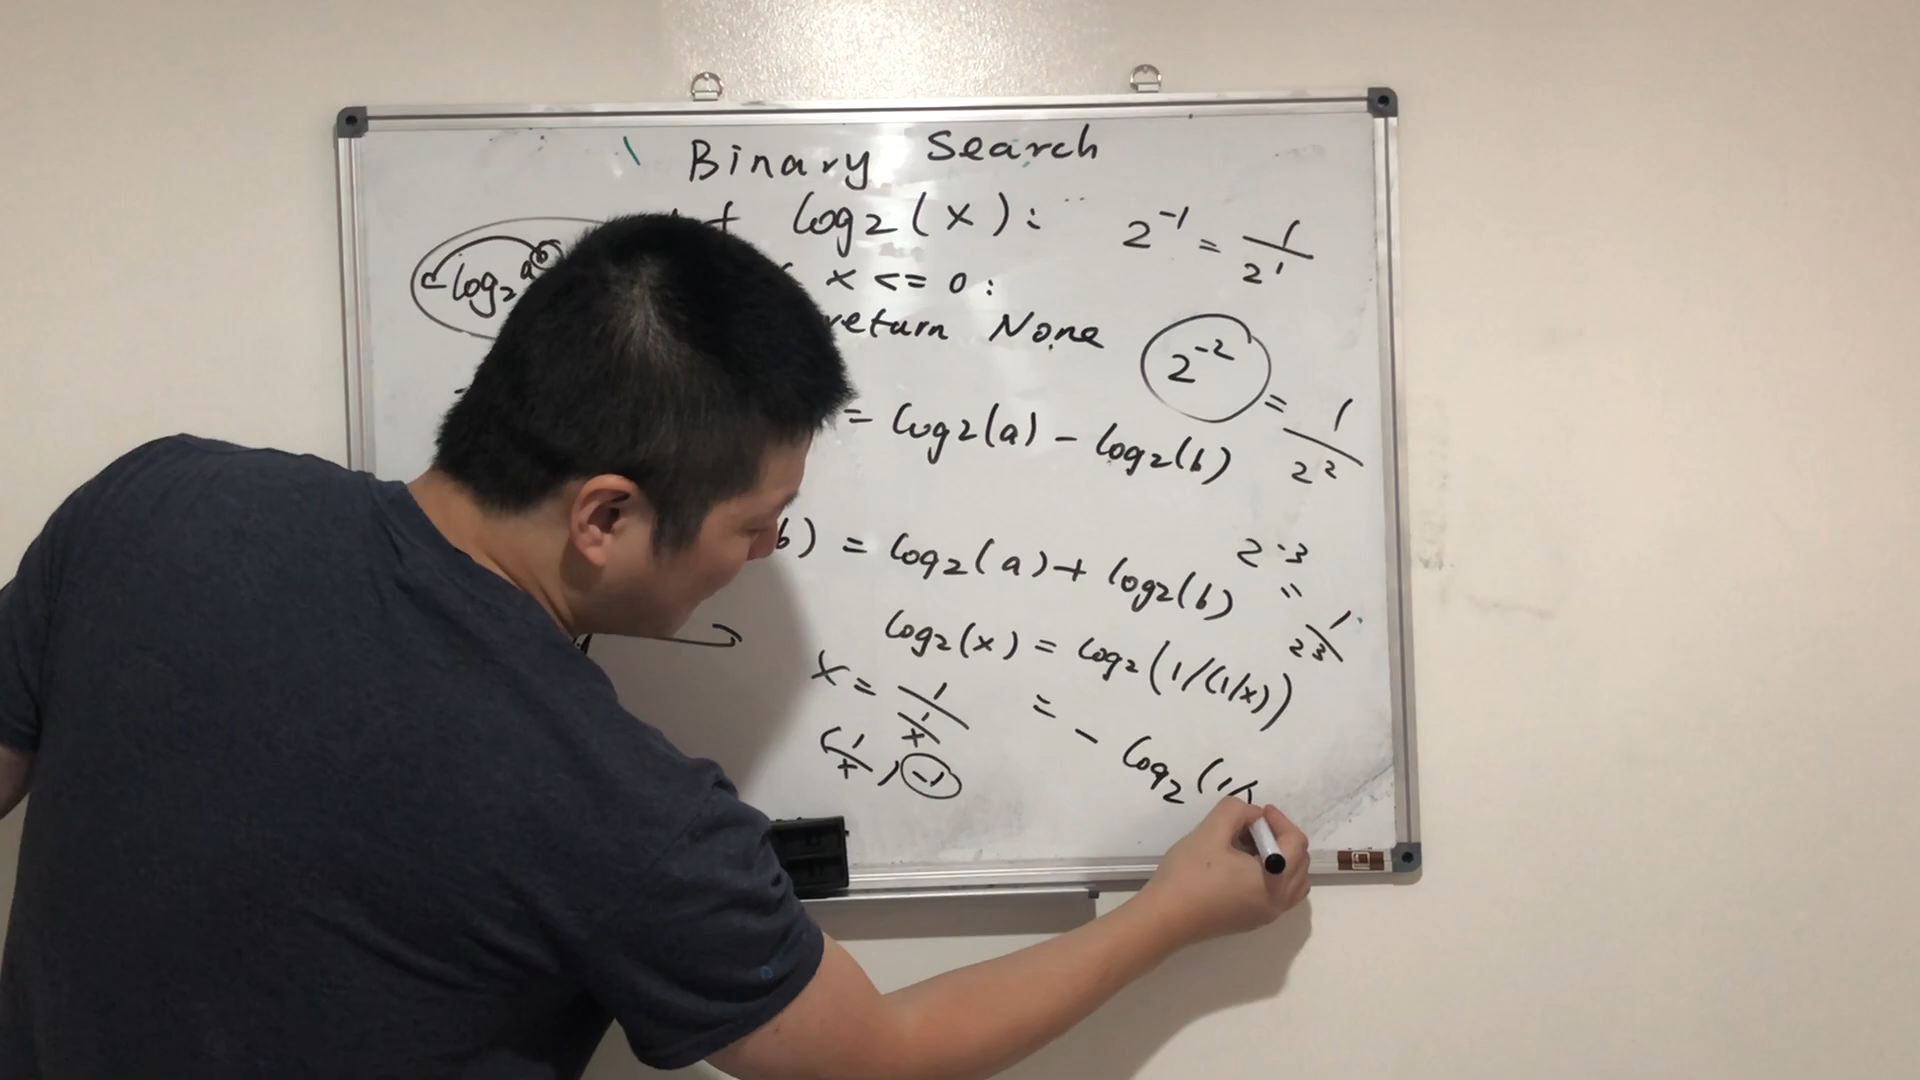 Binary Search
log2(x):
x <= 0:
return None
log2
= log2(a) - log2(b)
b) = log2(a) + log2(b)
log2(x) = log2(1/(1/x))
= - log2(1/
x = 1/(1/x)
(1/x)^-1
2^-1 = 1/2^1
2^-2 = 1/2^2
2^-3 = 1/2^3